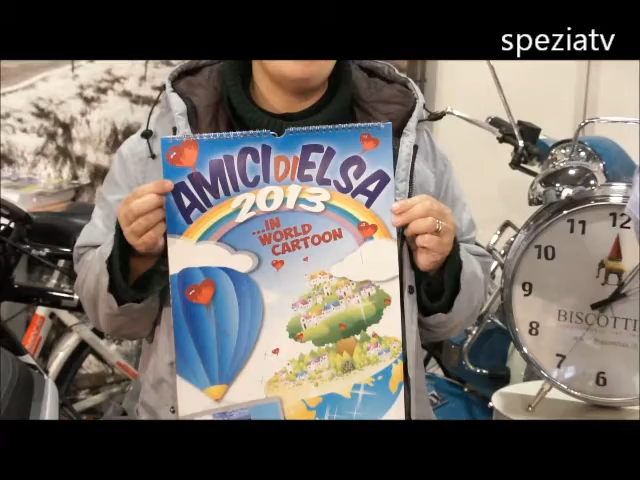 speziatv
AMICI DI ELSA
2013
...IN
WORLD
CARTOON
12
11
10
9
8
7
6
BISCOTTI